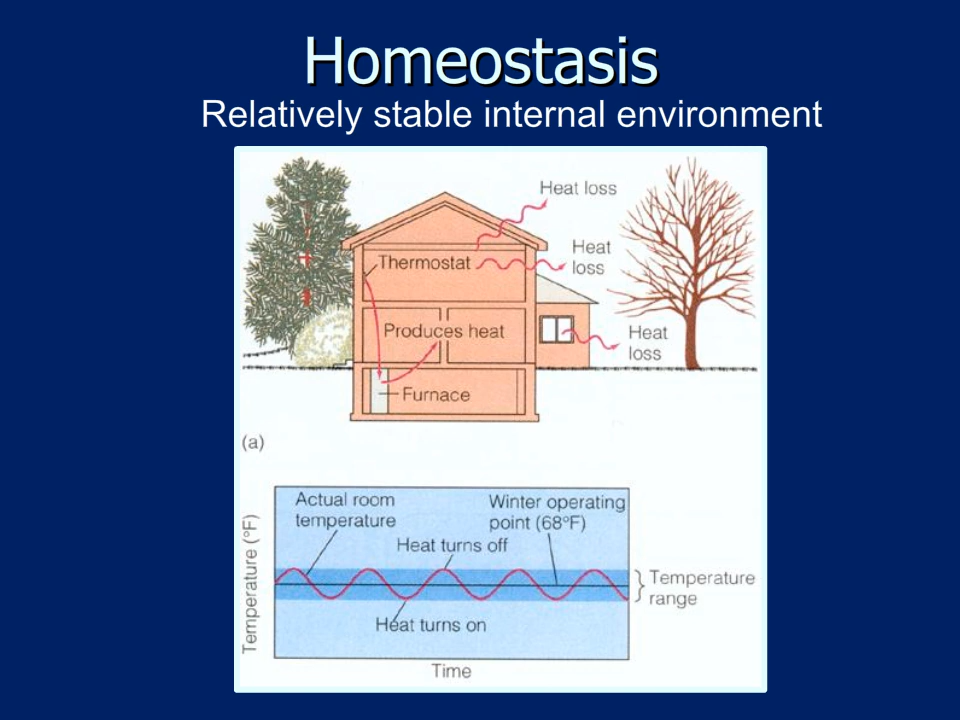 Homeostasis
Relatively stable internal environment
Heat loss
Heat
loss
Thermostat
Produces heat
Heat
loss
Furnace
(a)
Actual room
temperature
Winter operating
point (68°F)
Heat turns off
Temperature
range
Heat turns on
Temperature (°F)
Time